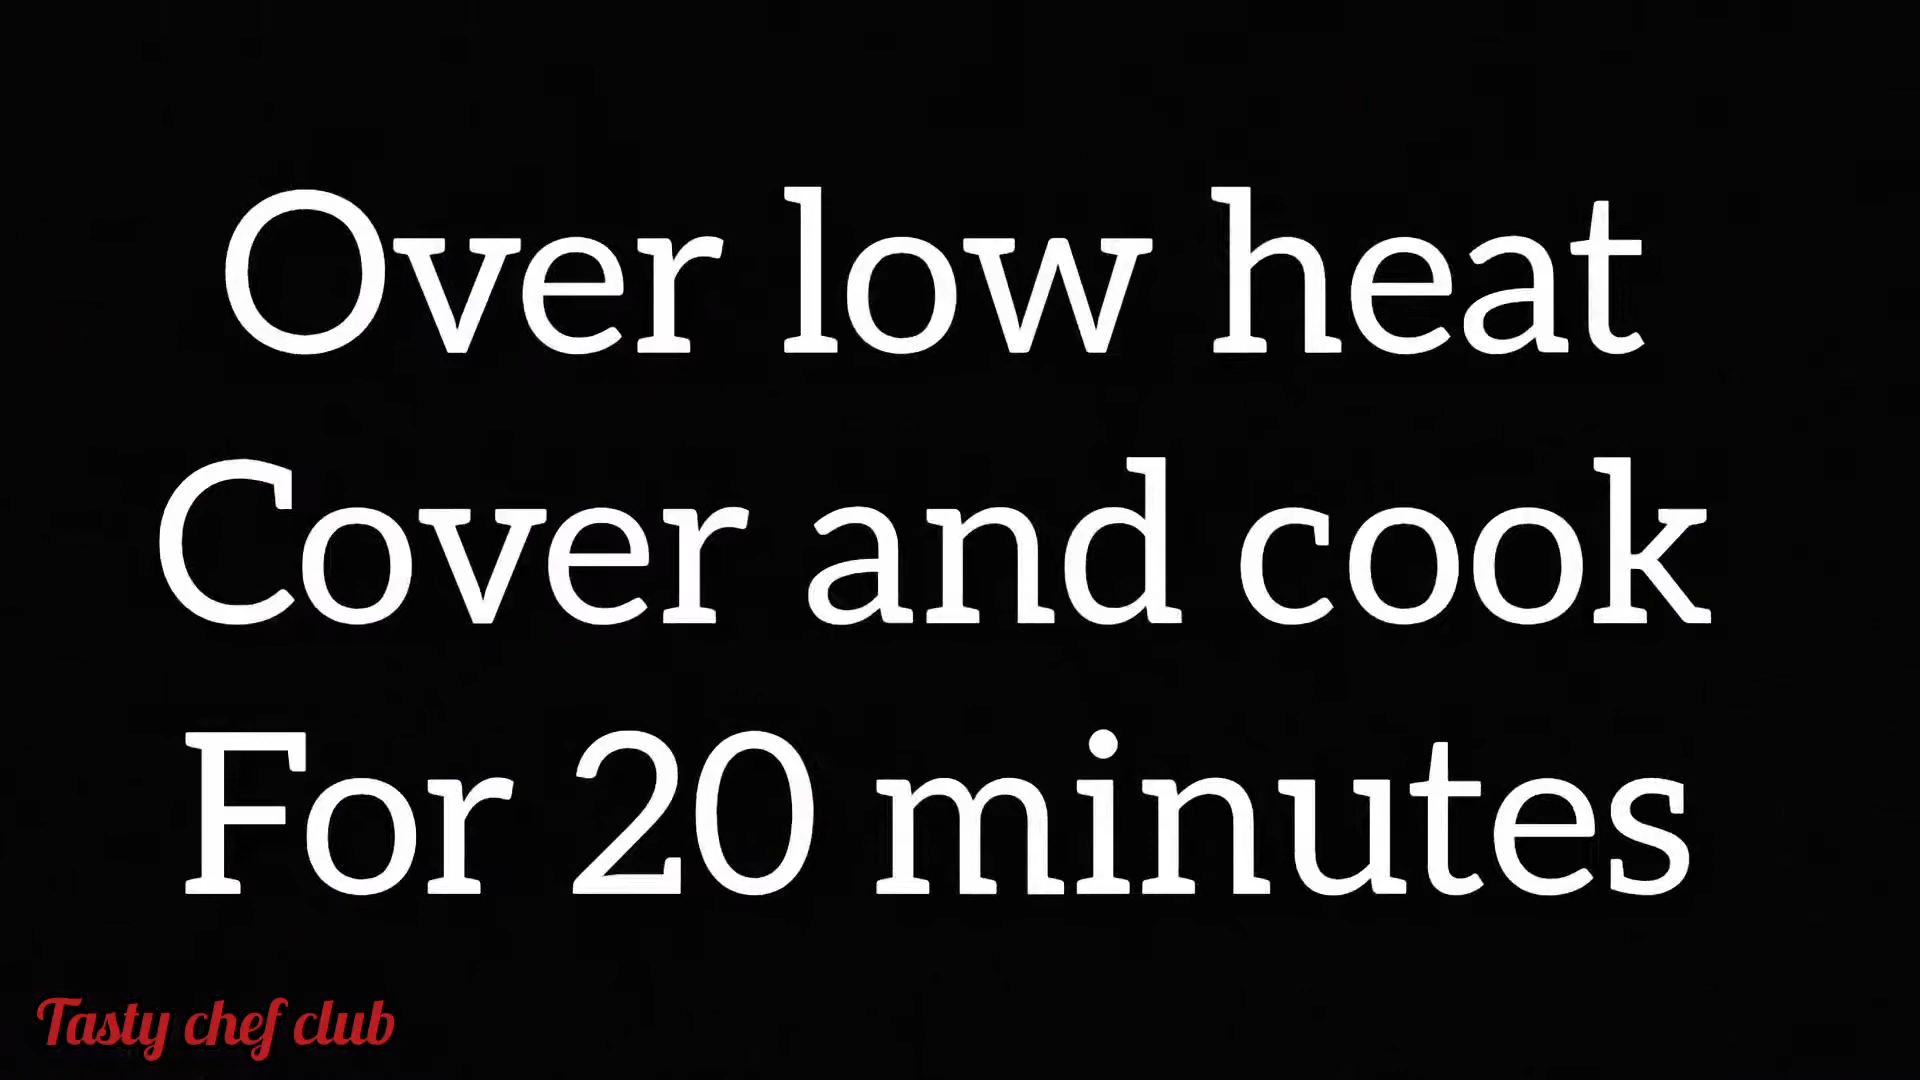 Over low heat
Cover and cook
For 20 minutes
Tasty chef club